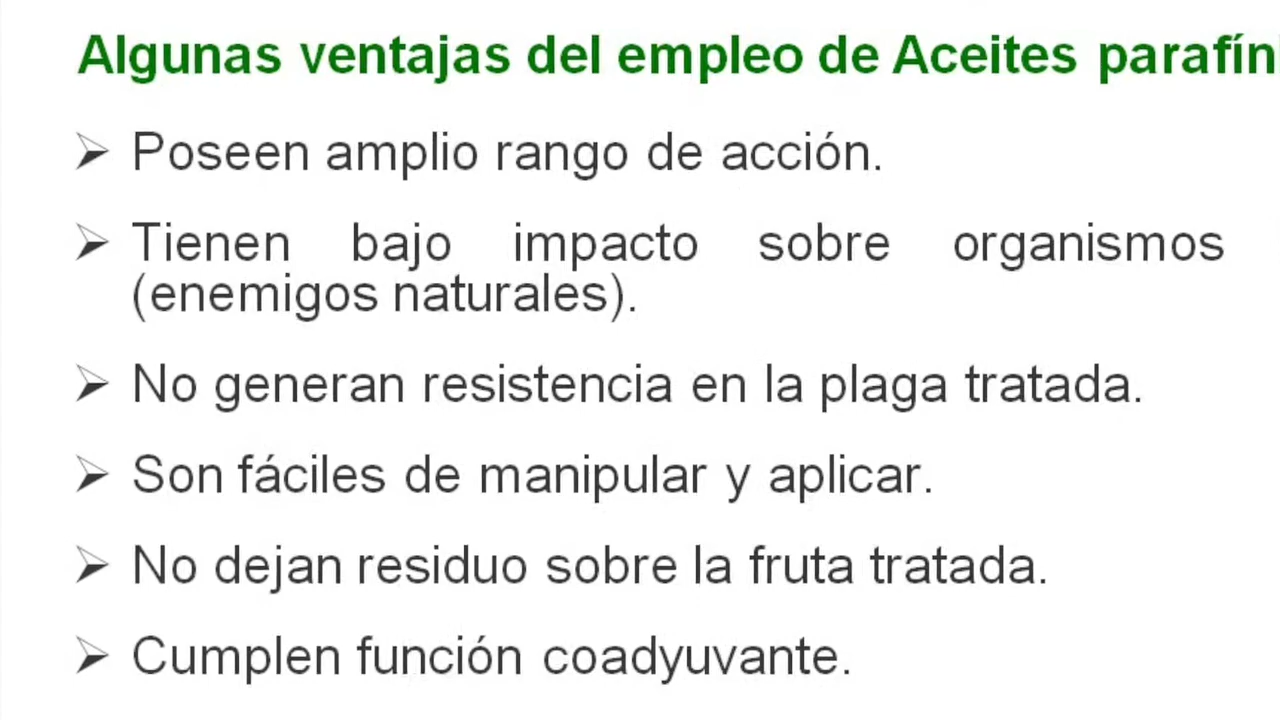 Algunas ventajas del empleo de Aceites parafín
➢ Poseen amplio rango de acción.
➢ Tienen bajo impacto sobre organismos
(enemigos naturales).
➢ No generan resistencia en la plaga tratada.
➢ Son fáciles de manipular y aplicar.
➢ No dejan residuo sobre la fruta tratada.
➢ Cumplen función coadyuvante.